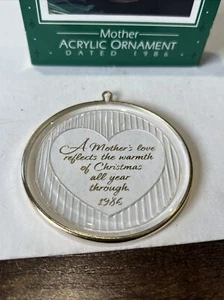 Mother
ACRYLIC ORNAMENT
DATED 1986
A Mother's love
reflects the warmth
of Christmas
all year
through.
1986